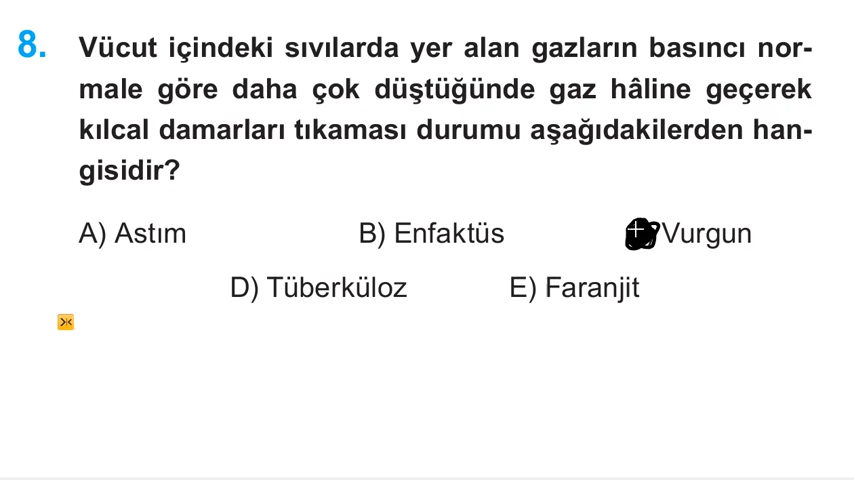 8. Vücut içindeki sıvılarda yer alan gazların basıncı nor-
male göre daha çok düştüğünde gaz hâline geçerek
kılcal damarları tıkaması durumu aşağıdakilerden han-
gisidir?
A) Astım B) Enfaktüs Vurgun
D) Tüberküloz E) Faranjit